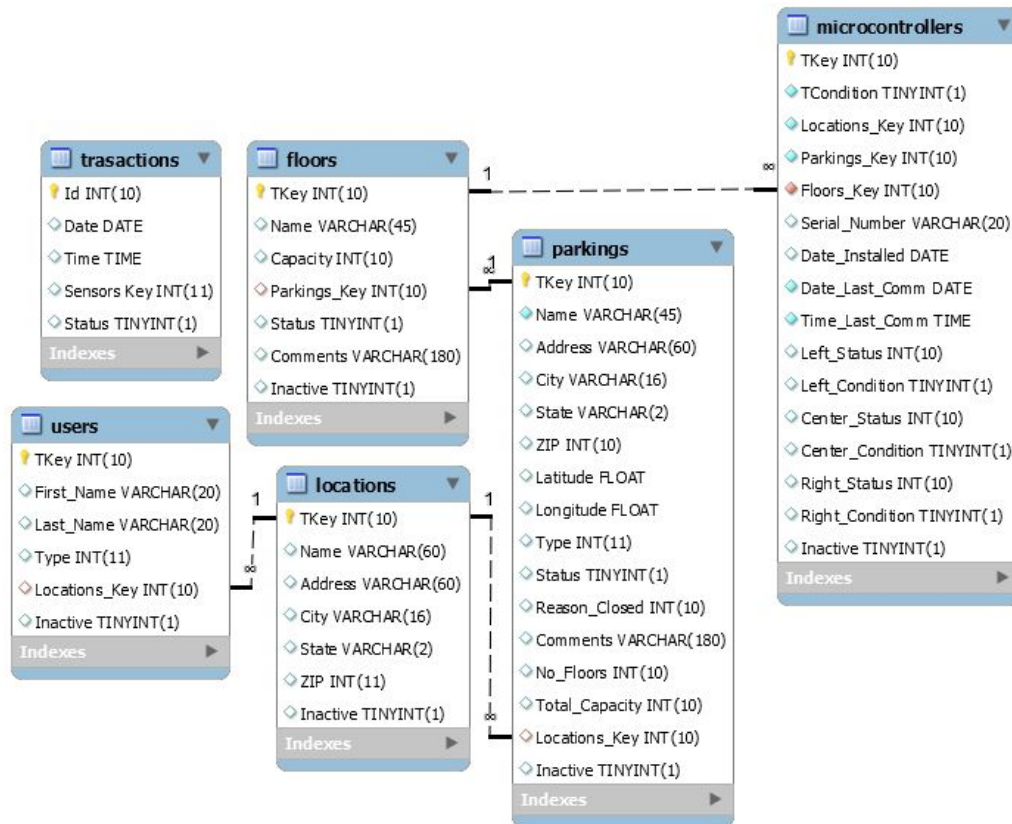 microcontrollers
TKey INT(10)
TCondition TINYINT(1)
Locations_Key INT(10)
Parkings_Key INT(10)
Floors_Key INT(10)
Serial_Number VARCHAR(20)
Date_Installed DATE
Date_Last_Comm DATE
Time_Last_Comm TIME
Left_Status INT(10)
Left_Condition TINYINT(1)
Center_Status INT(10)
Center_Condition TINYINT(1)
Right_Status INT(10)
Right_Condition TINYINT(1)
Inactive TINYINT(1)
Indexes
trasactions
Id INT(10)
Date DATE
Time TIME
Sensors Key INT(11)
Status TINYINT(1)
Indexes
floors
TKey INT(10)
Name VARCHAR(45)
Capacity INT(10)
Parkings_Key INT(10)
Status TINYINT(1)
Comments VARCHAR(180)
Inactive TINYINT(1)
Indexes
1
∞
1
∞
parkings
TKey INT(10)
Name VARCHAR(45)
Address VARCHAR(60)
City VARCHAR(16)
State VARCHAR(2)
ZIP INT(10)
Latitude FLOAT
Longitude FLOAT
Type INT(11)
Status TINYINT(1)
Reason_Closed INT(10)
Comments VARCHAR(180)
No_Floors INT(10)
Total_Capacity INT(10)
Locations_Key INT(10)
Inactive TINYINT(1)
Indexes
users
TKey INT(10)
First_Name VARCHAR(20)
Last_Name VARCHAR(20)
Type INT(11)
Locations_Key INT(10)
Inactive TINYINT(1)
Indexes
1
∞
locations
TKey INT(10)
Name VARCHAR(60)
Address VARCHAR(60)
City VARCHAR(16)
State VARCHAR(2)
ZIP INT(11)
Inactive TINYINT(1)
Indexes
1
∞